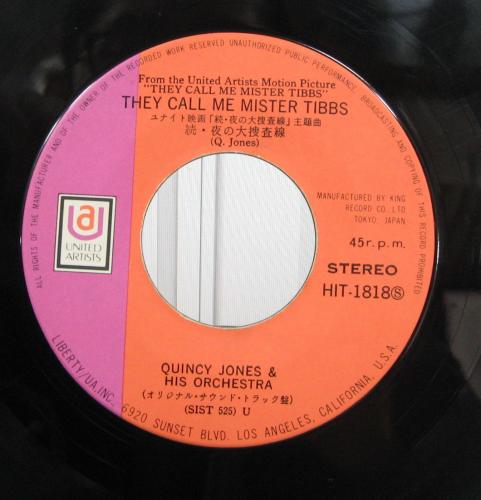 ALL RIGHTS OF THE MANUFACTURER AND OF THE OWNER OF THE RECORDED WORK RESERVED UNAUTHORIZED PUBLIC PERFORMANCE, BROADCASTING AND COPYING OF THIS RECORD PROHIBITED
From the United Artists Motion Picture
"THEY CALL ME MISTER TIBBS"
THEY CALL ME MISTER TIBBS
ユナイト映画「続・夜の大捜査線」主題曲
続・夜の大捜査線
(Q. Jones)
MANUFACTURED BY KING
RECORD CO., LTD
TOKYO, JAPAN
45 r.p.m.
STEREO
HIT-1818Ⓢ
UA
UNITED
ARTISTS
QUINCY JONES &
HIS ORCHESTRA
(オリジナル・サウンド・トラック盤)
(SIST 525) U
LIBERTY/UA, INC. 6920 SUNSET BLVD. LOS ANGELES, CALIFORNIA, U.S.A.